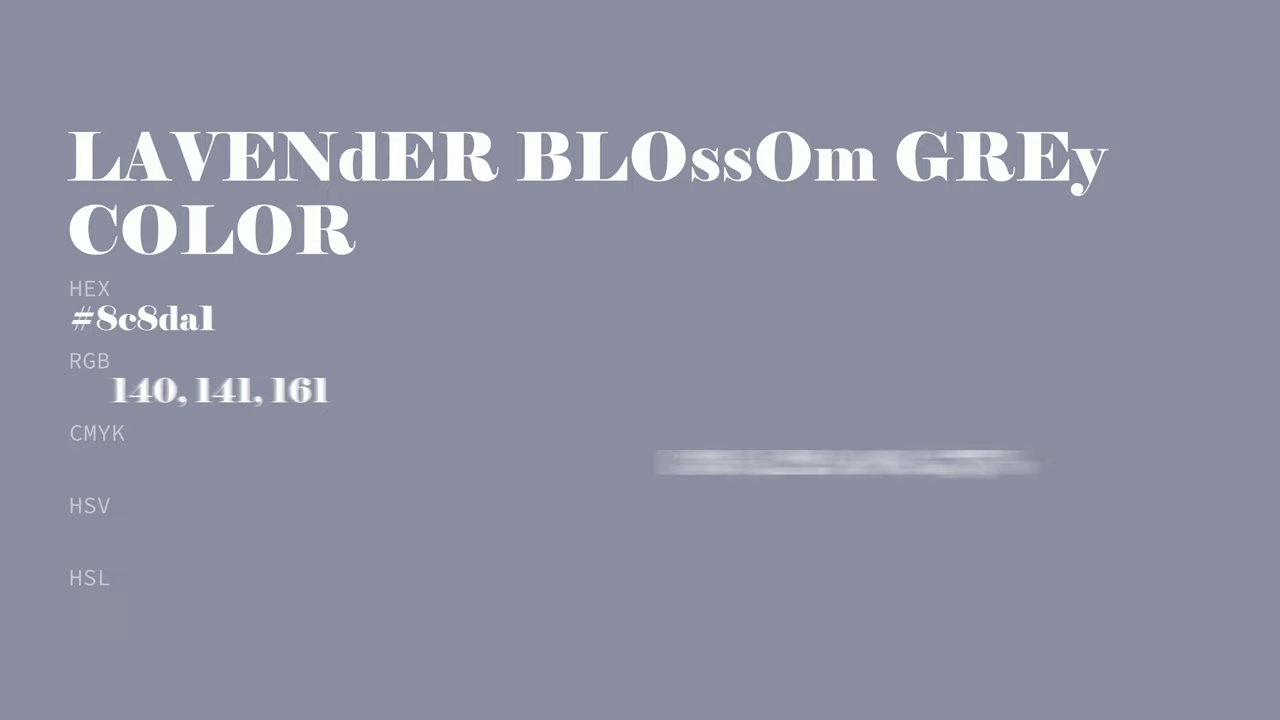 LAVENdER BLOssOm GREy
COLOR
HEX
#8c8da1
RGB
140, 141, 161
CMYK
HSV
HSL